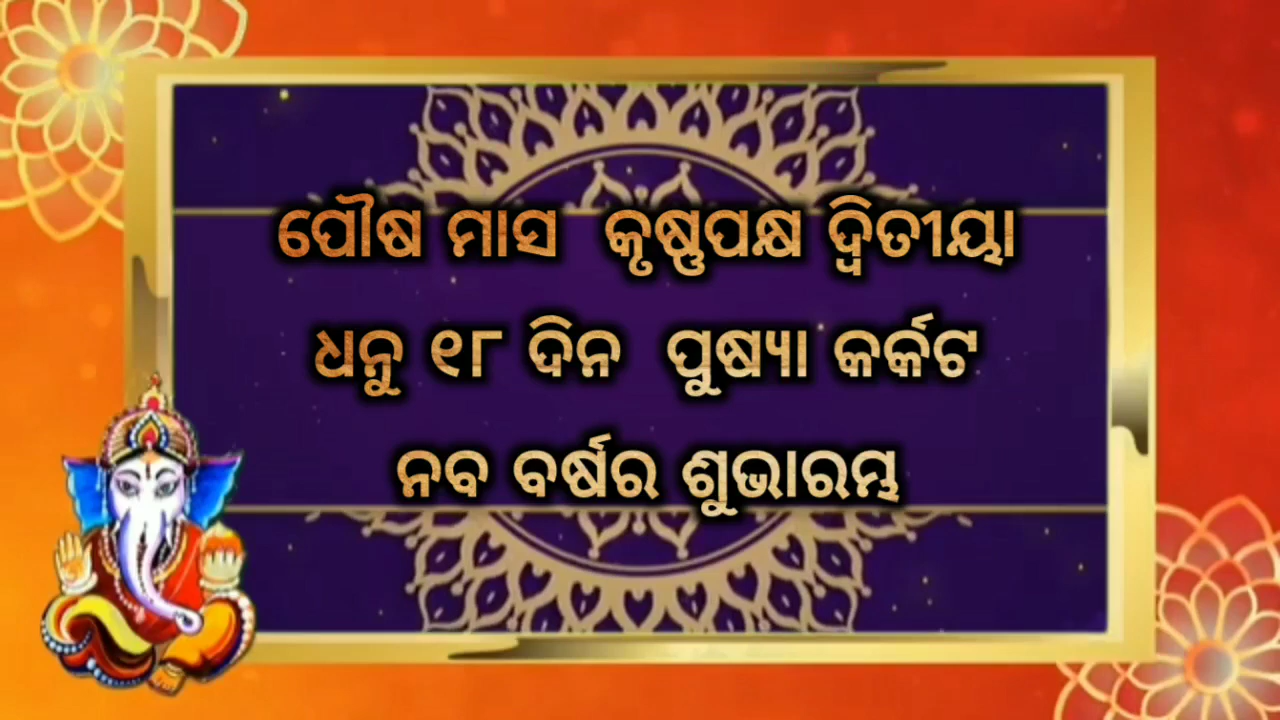 ପୌଷ ମାସ କୃଷ୍ଣପକ୍ଷ ଦ୍ଵିତୀୟା
ଧନୁ ୧୮ ଦିନ ପୁଷ୍ୟା କର୍କଟ
ନବ ବର୍ଷର ଶୁଭାରମ୍ଭ